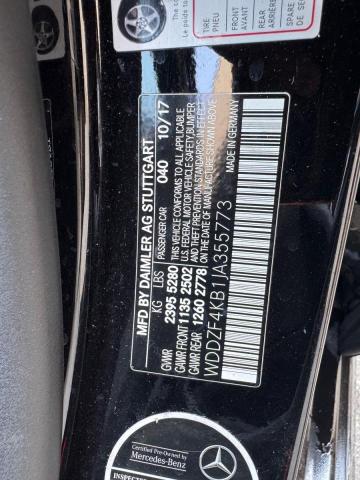 MFD BY DAIMLER AG STUTTGART 10/17
KG LBS PASSENGER CAR 040
GVWR 2395 5280
GAWR FRONT 1135 2502
GAWR REAR 1260 2778
THIS VEHICLE CONFORMS TO ALL APPLICABLE
U.S. FEDERAL MOTOR VEHICLE SAFETY, BUMPER
AND THEFT PREVENTION STANDARDS IN EFFECT
ON THE DATE OF MANUFACTURE SHOWN ABOVE
WDDZF4KB1JA355773
MADE IN GERMANY
TIRE
PNEU
FRONT
AVANT
REAR
ARRIÈRE
SPARE
DE
Certified Pre-Owned by
Mercedes-Benz